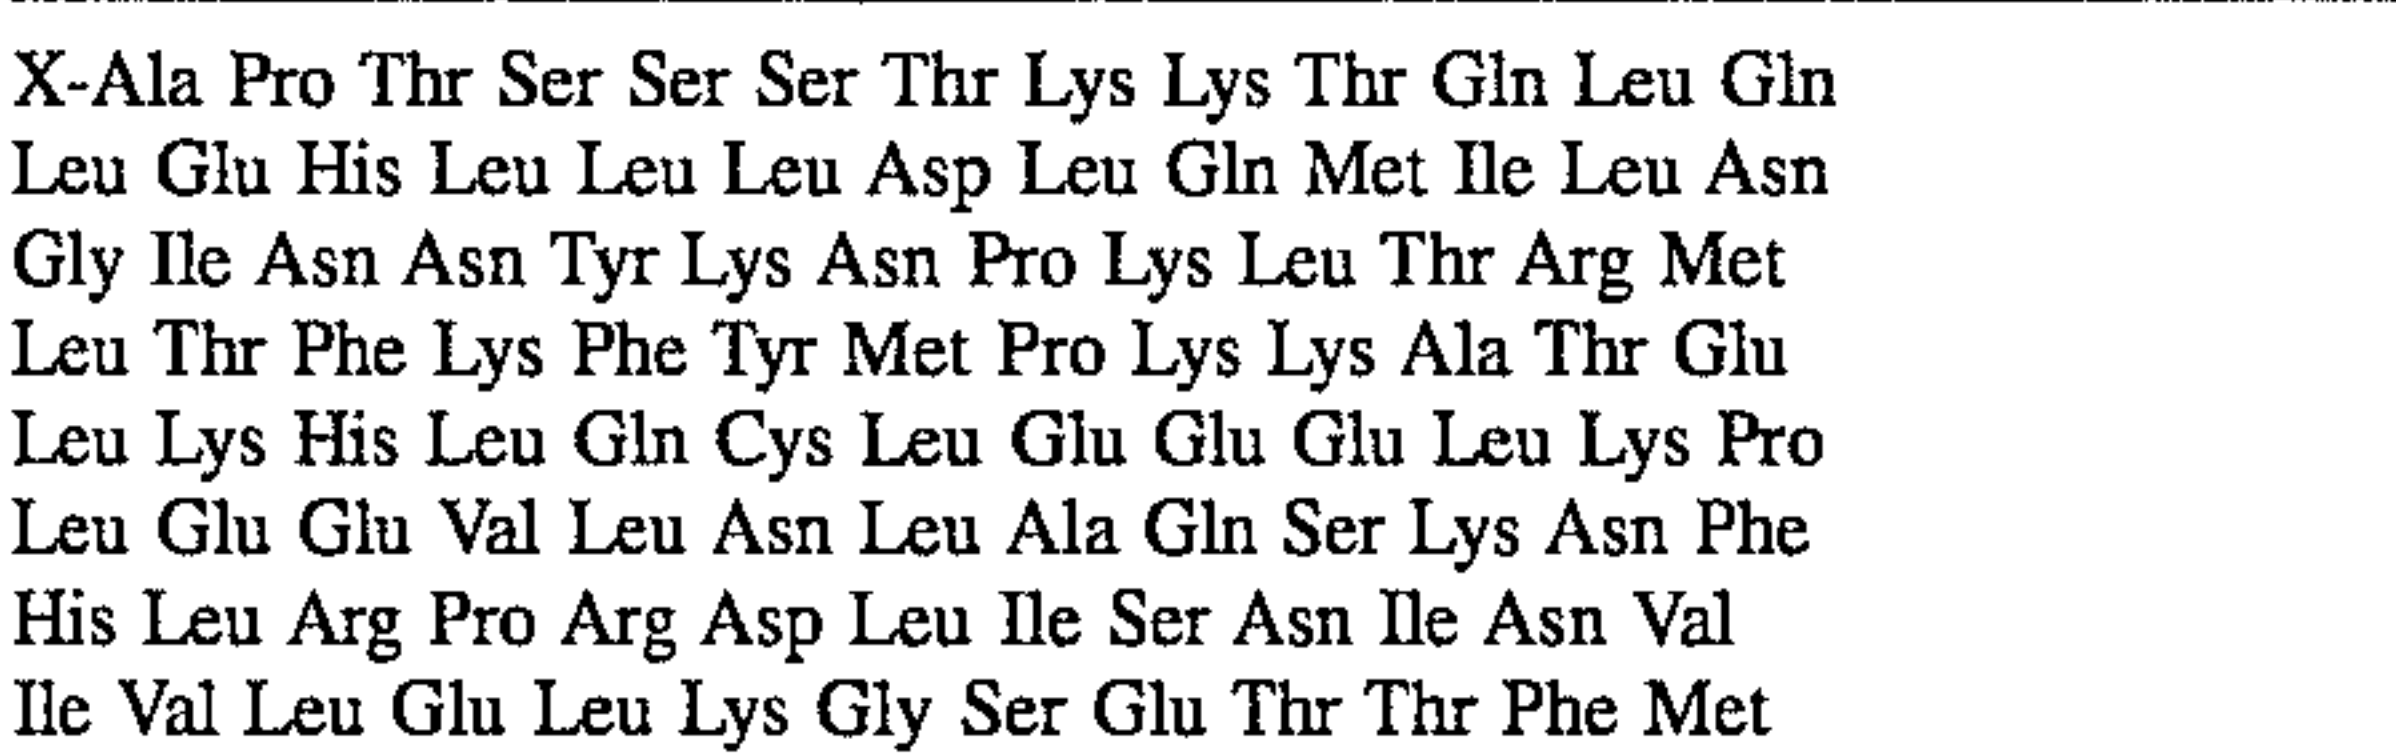 X-Ala Pro Thr Ser Ser Ser Thr Lys Lys Thr Gln Leu Gln
Leu Glu His Leu Leu Leu Asp Leu Gln Met Ile Leu Asn
Gly Ile Asn Asn Tyr Lys Asn Pro Lys Leu Thr Arg Met
Leu Thr Phe Lys Phe Tyr Met Pro Lys Lys Ala Thr Glu
Leu Lys His Leu Gln Cys Leu Glu Glu Glu Leu Lys Pro
Leu Glu Glu Val Leu Asn Leu Ala Gln Ser Lys Asn Phe
His Leu Arg Pro Arg Asp Leu Ile Ser Asn Ile Asn Val
Ile Val Leu Glu Leu Lys Gly Ser Glu Thr Thr Phe Met